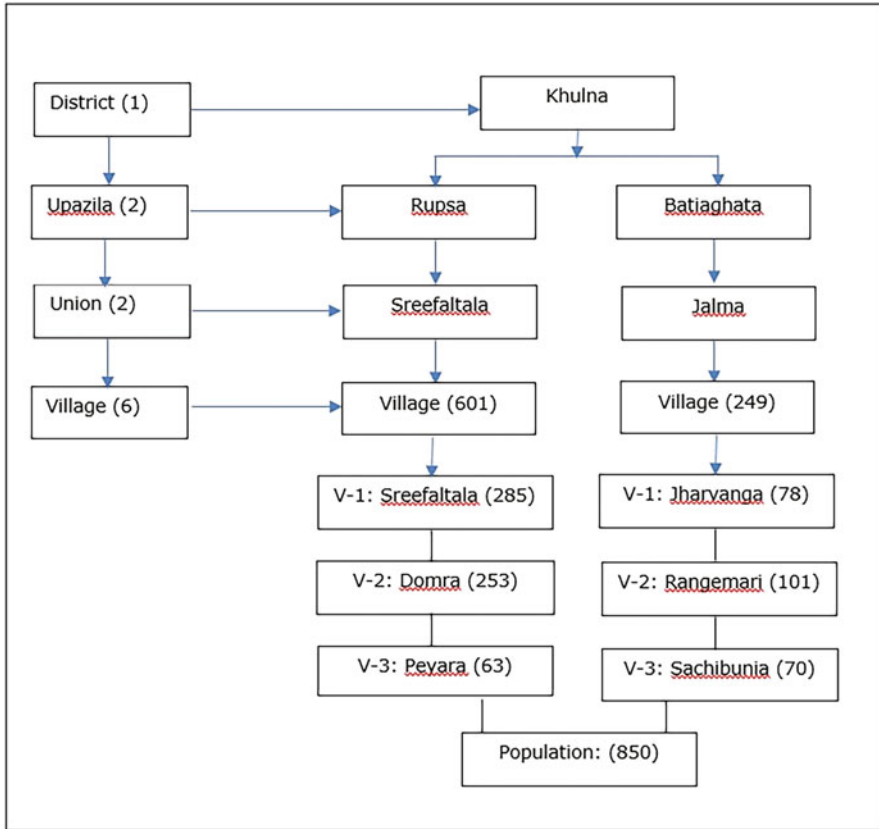 District (1)
Khulna
Upazila (2)
Rupsa
Batiaghata
Union (2)
Sreefaltala
Jalma
Village (6)
Village (601)
Village (249)
V-1: Sreefaltala (285)
V-1: Jharvanga (78)
V-2: Domra (253)
V-2: Rangemari (101)
V-3: Peyara (63)
V-3: Sachibunia (70)
Population: (850)